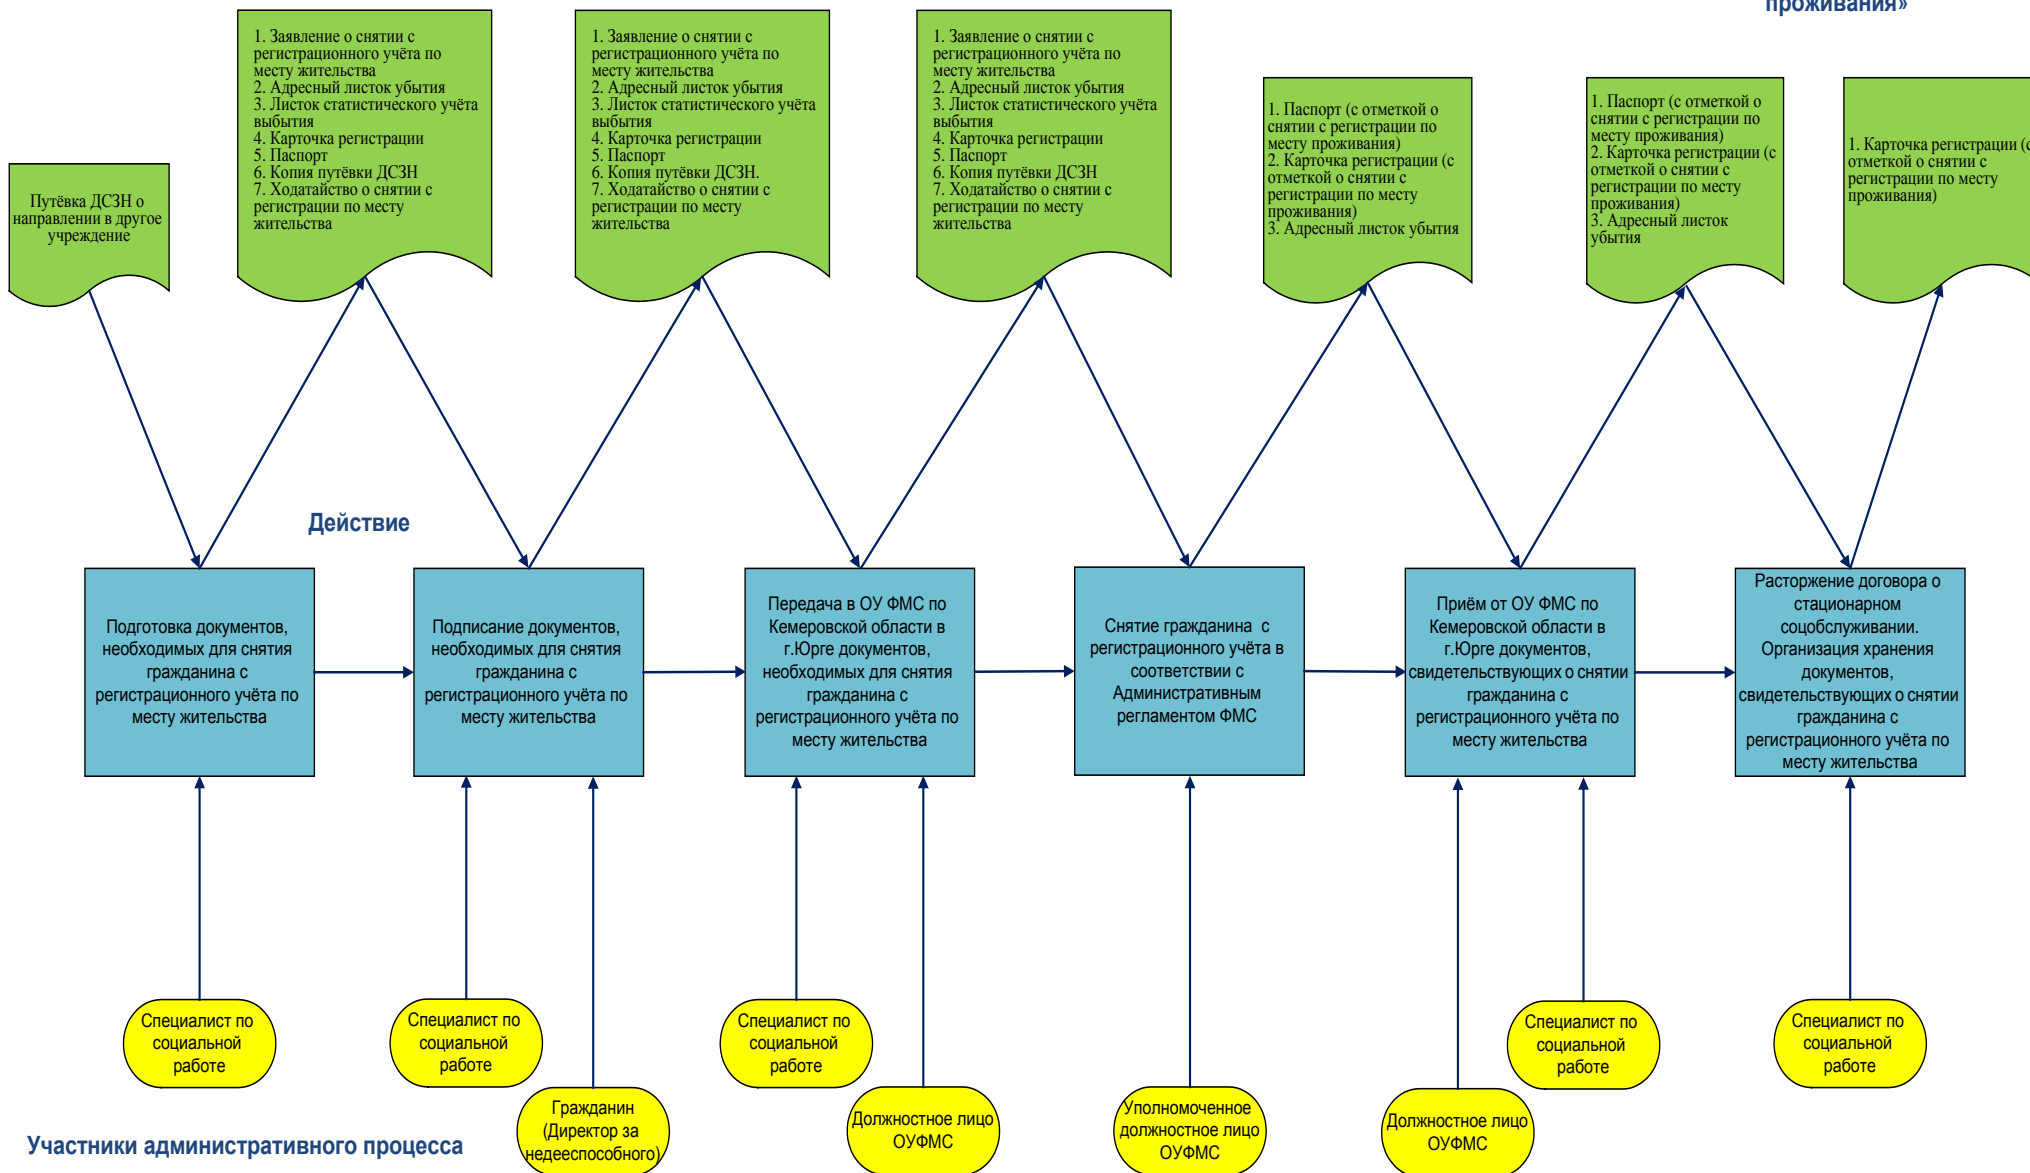 проживания»
1. Заявление о снятии с
регистрационного учёта по
месту жительства
2. Адресный листок убытия
3. Листок статистического учёта
выбытия
4. Карточка регистрации
5. Паспорт
6. Копия путёвки ДСЗН
7. Ходатайство о снятии с
регистрации по месту
жительства
1. Заявление о снятии с
регистрационного учёта по
месту жительства
2. Адресный листок убытия
3. Листок статистического учёта
выбытия
4. Карточка регистрации
5. Паспорт
6. Копия путёвки ДСЗН.
7. Ходатайство о снятии с
регистрации по месту
жительства
1. Заявление о снятии с
регистрационного учёта по
месту жительства
2. Адресный листок убытия
3. Листок статистического учёта
выбытия
4. Карточка регистрации
5. Паспорт
6. Копия путёвки ДСЗН
7. Ходатайство о снятии с
регистрации по месту
жительства
1. Паспорт (с отметкой о
снятии с регистрации по
месту проживания)
2. Карточка регистрации (с
отметкой о снятии с
регистрации по месту
проживания)
3. Адресный листок убытия
1. Паспорт (с отметкой о
снятии с регистрации по
месту проживания)
2. Карточка регистрации (с
отметкой о снятии с
регистрации по месту
проживания)
3. Адресный листок
убытия
1. Карточка регистрации (с
отметкой о снятии с
регистрации по месту
проживания)
Путёвка ДСЗН о
направлении в другое
учреждение
Действие
Подготовка документов,
необходимых для снятия
гражданина с
регистрационного учёта по
месту жительства
Подписание документов,
необходимых для снятия
гражданина с
регистрационного учёта по
месту жительства
Передача в ОУ ФМС по
Кемеровской области в
г.Юрге документов,
необходимых для снятия
гражданина с
регистрационного учёта по
месту жительства
Снятие гражданина с
регистрационного учёта в
соответствии с
Административным
регламентом ФМС
Приём от ОУ ФМС по
Кемеровской области в
г.Юрге документов,
свидетельствующих о снятии
гражданина с
регистрационного учёта по
месту жительства
Расторжение договора о
стационарном
соцобслуживании.
Организация хранения
документов,
свидетельствующих о снятии
гражданина с
регистрационного учёта по
месту жительства
Специалист по
социальной
работе
Специалист по
социальной
работе
Гражданин
(Директор за
недееспособного)
Специалист по
социальной
работе
Должностное лицо
ОУФМС
Уполномоченное
должностное лицо
ОУФМС
Должностное лицо
ОУФМС
Специалист по
социальной
работе
Специалист по
социальной
работе
Участники административного процесса